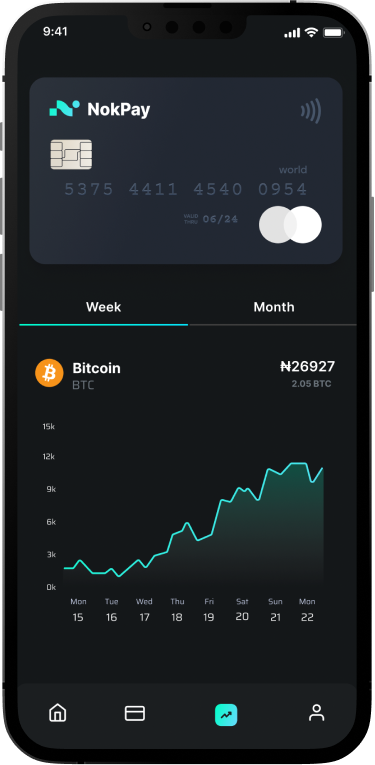 9:41
NokPay
world
5375 4411 4540 0954
VALID THRU 06/24
Week Month
Bitcoin ₦26927
BTC 2.05 BTC
15k
12k
9k
6k
3k
0k
Mon Tue Wed Thu Fri Sat Sun Mon
15 16 17 18 19 20 21 22